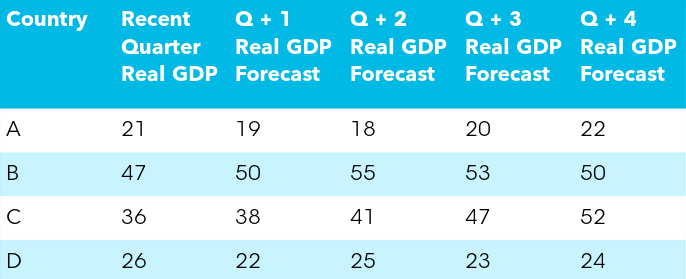 Country Recent Quarter Real GDP Q + 1 Real GDP Forecast Q + 2 Real GDP Forecast Q + 3 Real GDP Forecast Q + 4 Real GDP Forecast
A 21 19 18 20 22
B 47 50 55 53 50
C 36 38 41 47 52
D 26 22 25 23 24